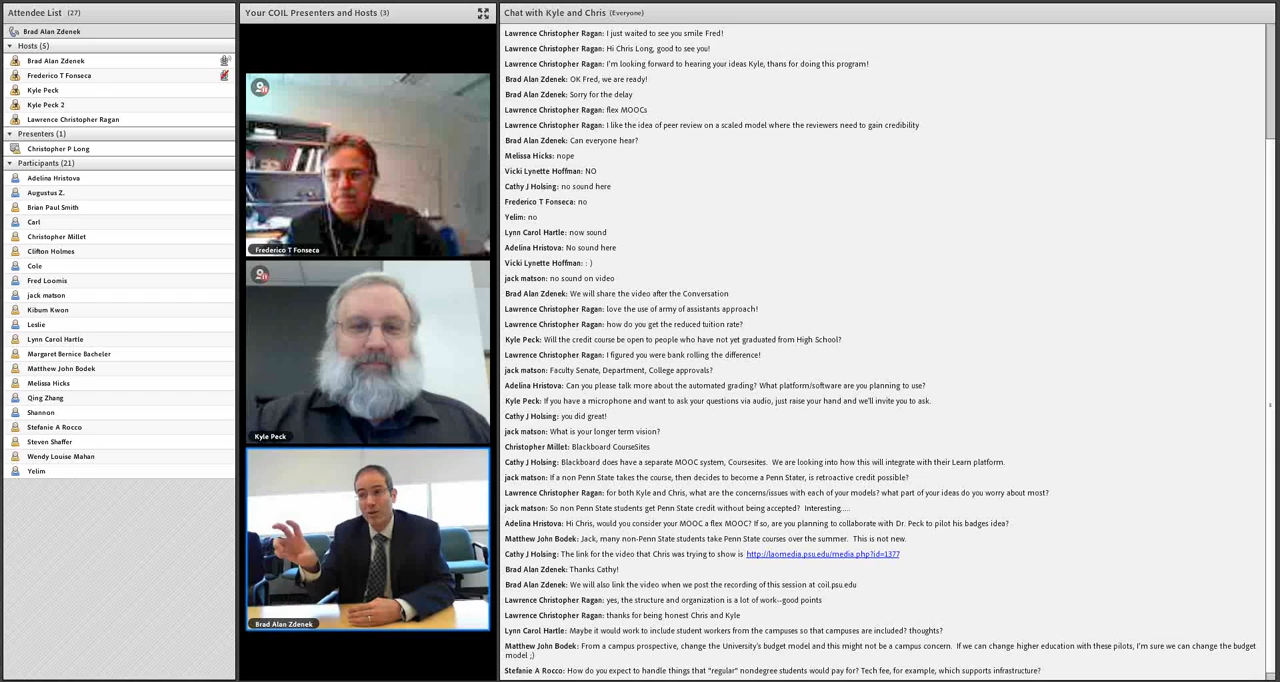 Attendee List (27)
Brad Alan Zdenek
Hosts (5)
Brad Alan Zdenek
Frederico T Fonseca
Kyle Peck
Kyle Peck 2
Lawrence Christopher Ragan
Presenters (1)
Christopher P Long
Participants (21)
Adelina Hristova
Augustus Z.
Brian Paul Smith
Carl
Christopher Millet
Clifton Holmes
Cole
Fred Loomis
jack matson
Kibum Kwon
Leslie
Lynn Carol Hartle
Margaret Bernice Bacheler
Matthew John Bodek
Melissa Hicks
Qing Zhang
Shannon
Stefanie A Rocco
Steven Shaffer
Wendy Louise Mahan
Yelim
Your COIL Presenters and Hosts (3)
Frederico T Fonseca
Kyle Peck
Brad Alan Zdenek
Chat with Kyle and Chris (Everyone)
Lawrence Christopher Ragan: I just waited to see you smile Fred!
Lawrence Christopher Ragan: Hi Chris Long, good to see you!
Lawrence Christopher Ragan: I'm looking forward to hearing your ideas Kyle, thans for doing this program!
Brad Alan Zdenek: OK Fred, we are ready!
Brad Alan Zdenek: Sorry for the delay
Lawrence Christopher Ragan: flex MOOCs
Lawrence Christopher Ragan: I like the idea of peer review on a scaled model where the reviewers need to gain credibility
Brad Alan Zdenek: Can everyone hear?
Melissa Hicks: nope
Vicki Lynette Hoffman: NO
Cathy J Holsing: no sound here
Frederico T Fonseca: no
Yelim: no
Lynn Carol Hartle: now sound
Adelina Hristova: No sound here
Vicki Lynette Hoffman: : )
jack matson: no sound on video
Brad Alan Zdenek: We will share the video after the Conversation
Lawrence Christopher Ragan: love the use of army of assistants approach!
Lawrence Christopher Ragan: how do you get the reduced tuition rate?
Kyle Peck: Will the credit course be open to people who have not yet graduated from High School?
Lawrence Christopher Ragan: I figured you were bank rolling the difference!
jack matson: Faculty Senate, Department, College approvals?
Adelina Hristova: Can you please talk more about the automated grading? What platform/software are you planning to use?
Kyle Peck: If you have a microphone and want to ask your questions via audio, just raise your hand and we'll invite you to ask.
Cathy J Holsing: you did great!
jack matson: What is your longer term vision?
Christopher Millet: Blackboard CourseSites
Cathy J Holsing: Blackboard does have a separate MOOC system, Coursesites. We are looking into how this will integrate with their Learn platform.
jack matson: If a non Penn State takes the course, then decides to become a Penn Stater, is retroactive credit possible?
Lawrence Christopher Ragan: for both Kyle and Chris, what are the concerns/issues with each of your models? what part of your ideas do you worry about most?
jack matson: So non Penn State students get Penn State credit without being accepted? Interesting.....
Adelina Hristova: Hi Chris, would you consider your MOOC a flex MOOC? If so, are you planning to collaborate with Dr. Peck to pilot his badges idea?
Matthew John Bodek: Jack, many non-Penn State students take Penn State courses over the summer. This is not new.
Cathy J Holsing: The link for the video that Chris was trying to show is http://laomedia.psu.edu/media.php?id=1377
Brad Alan Zdenek: Thanks Cathy!
Brad Alan Zdenek: We will also link the video when we post the recording of this session at coil.psu.edu
Lawrence Christopher Ragan: yes, the structure and organization is a lot of work--good points
Lawrence Christopher Ragan: thanks for being honest Chris and Kyle
Lynn Carol Hartle: Maybe it would work to include student workers from the campuses so that campuses are included? thoughts?
Matthew John Bodek: From a campus prospective, change the University's budget model and this might not be a campus concern. If we can change higher education with these pilots, I'm sure we can change the budget
model ;)
Stefanie A Rocco: How do you expect to handle things that "regular" nondegree students would pay for? Tech fee, for example, which supports infrastructure?